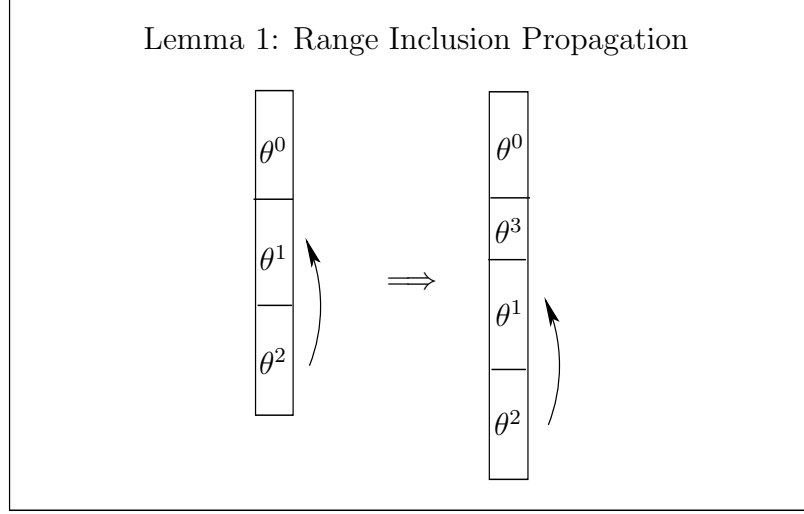 Lemma 1: Range Inclusion Propagation
θ⁰
θ¹
θ²
⟹
θ⁰
θ³
θ¹
θ²